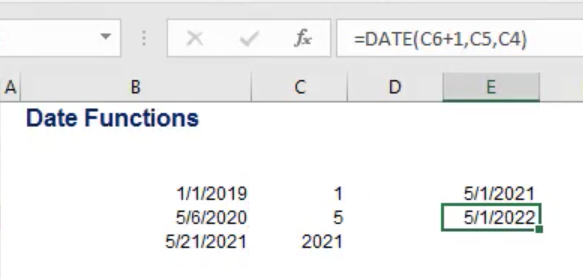 fx =DATE(C6+1,C5,C4)
A B C D E
Date Functions
1/1/2019 1 5/1/2021
5/6/2020 5 5/1/2022
5/21/2021 2021